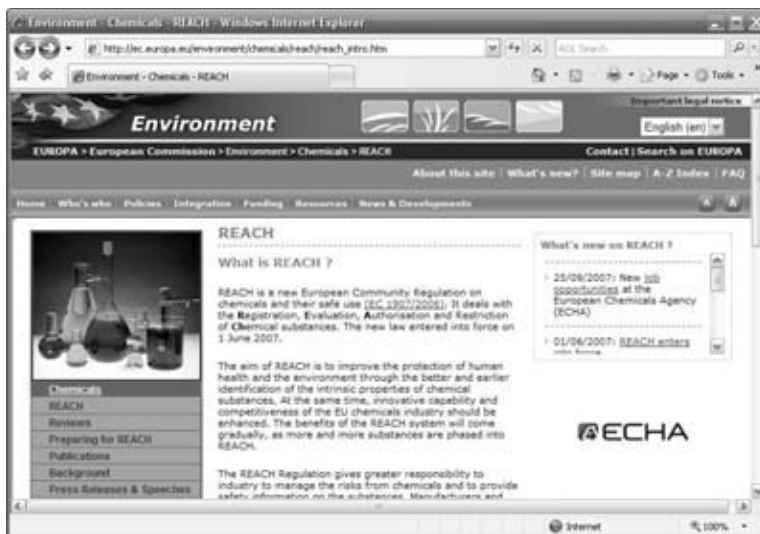 Environment - Chemicals - REACH - Windows Internet Explorer
http://ec.europa.eu/environment/chemicals/reach/reach_intro.htm
AOL Search
Environment - Chemicals - REACH
Page
Tools
Important legal notice
Environment
English (en)
EUROPA > European Commission > Environment > Chemicals > REACH
Contact | Search on EUROPA
About this site | What's new? | Site map | A-Z Index | FAQ
Home | Who's who | Policies | Integration | Funding | Resources | News & Developments
A A
REACH
What is REACH ?
REACH is a new European Community Regulation on
chemicals and their safe use (EC 1907/2006). It deals with
the Registration, Evaluation, Authorisation and Restriction
of Chemical substances. The new law entered into force on
1 June 2007.
The aim of REACH is to improve the protection of human
health and the environment through the better and earlier
identification of the intrinsic properties of chemical
substances. At the same time, innovative capability and
competitiveness of the EU chemicals industry should be
enhanced. The benefits of the REACH system will come
gradually, as more and more substances are phased into
REACH.
The REACH Regulation gives greater responsibility to
industry to manage the risks from chemicals and to provide
safety information on the substances. Manufacturers and
What's new on REACH ?
25/09/2007: New job
opportunities at the
European Chemicals Agency
(ECHA)
01/06/2007: REACH enters
into force
ECHA
Chemicals
REACH
Reviews
Preparing for REACH
Publications
Background
Press Releases & Speeches
Internet
100%